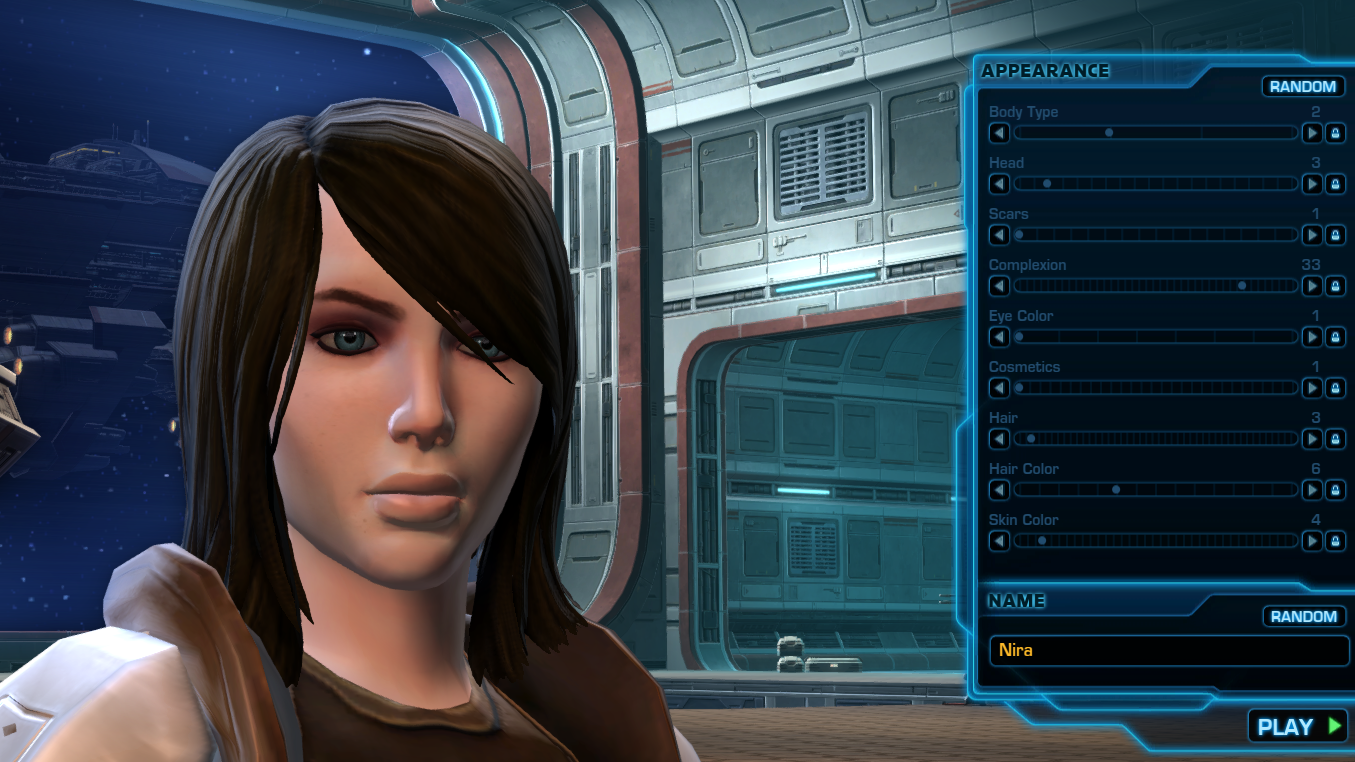 APPEARANCE
RANDOM
Body Type 2
Head 3
Scars 1
Complexion 33
Eye Color 1
Cosmetics 1
Hair 3
Hair Color 6
Skin Color 4
NAME
RANDOM
Nira
PLAY